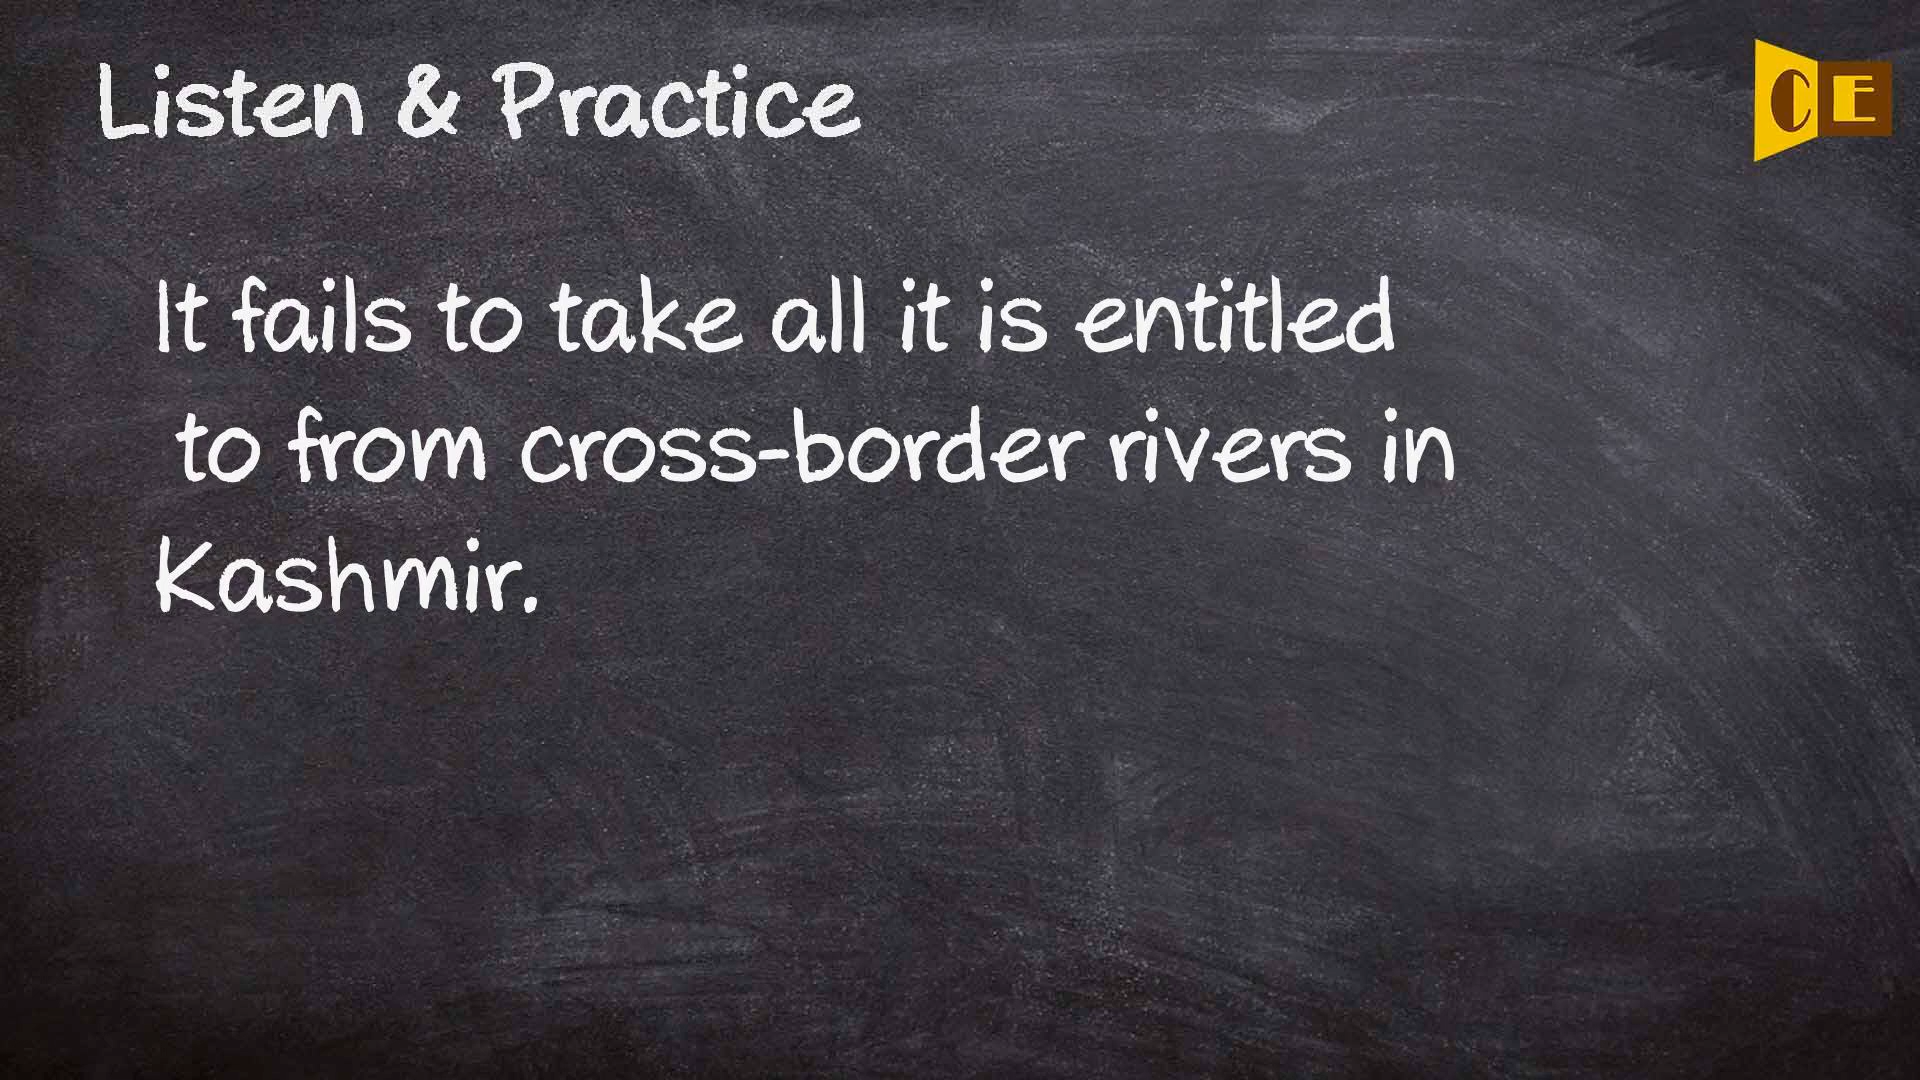 Listen & Practice
CE
It fails to take all it is entitled
to from cross-border rivers in
Kashmir.